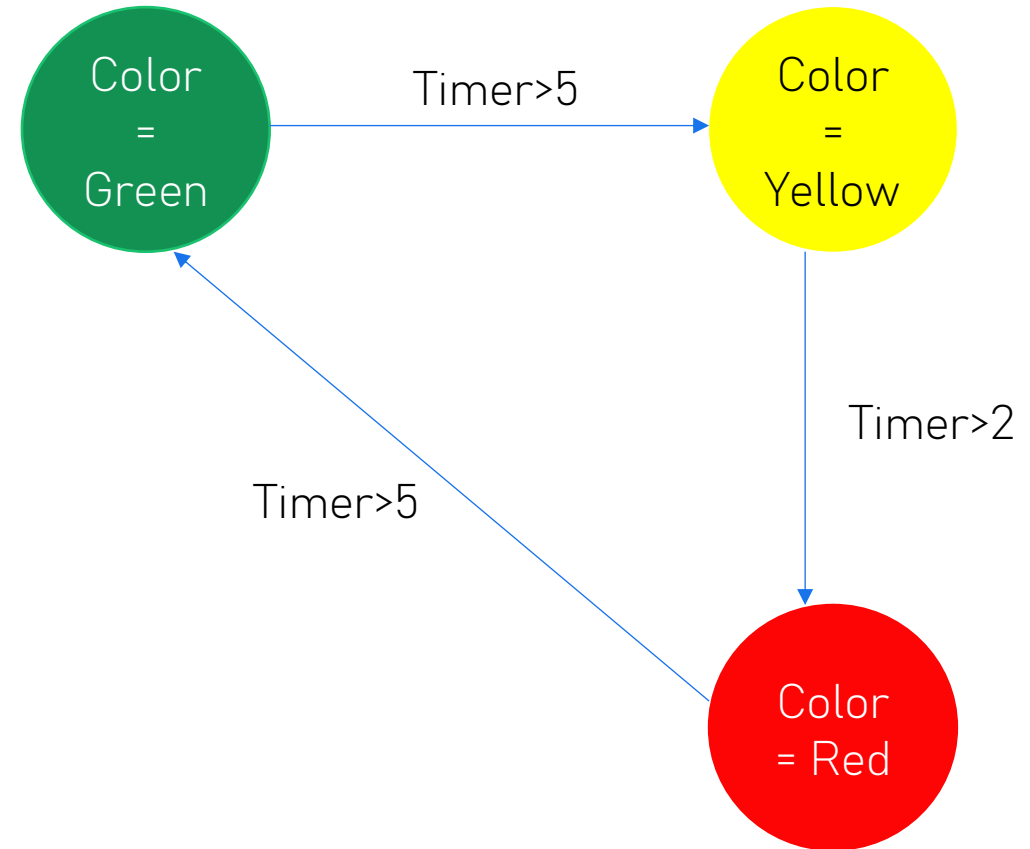 Color
=
Green
Timer>5
Color
=
Yellow
Timer>2
Timer>5
Color
= Red